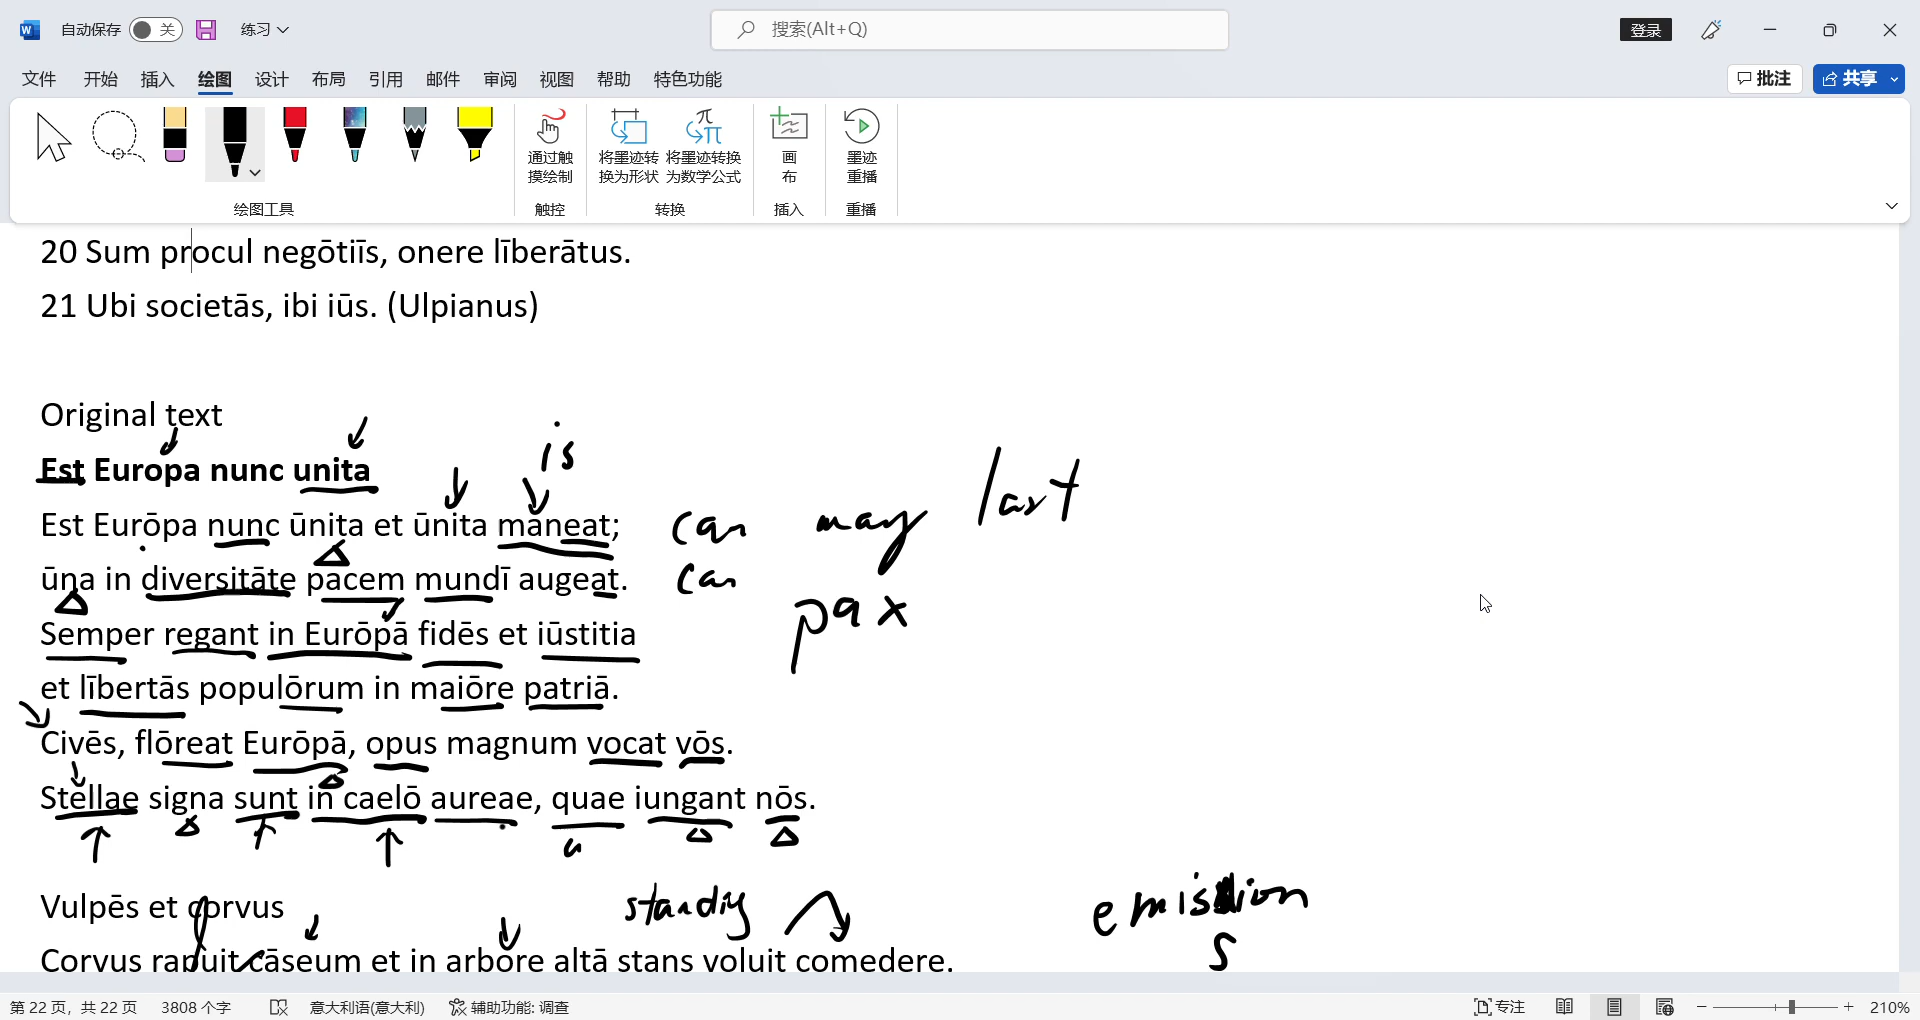 自动保存 关 练习 搜索(Alt+Q) 登录
文件 开始 插入 绘图 设计 布局 引用 邮件 审阅 视图 帮助 特色功能 批注 共享
通过触摸绘制 将墨迹转换为形状 将墨迹转换为数学公式 画布 墨迹重播
绘图工具 触控 转换 插入 重播
20 Sum procul negōtiīs, onere līberātus.
21 Ubi societās, ibi iūs. (Ulpianus)
Original text
is
Est Europa nunc unita
last
Est Eurōpa nunc ūnita et ūnita maneat; can may
ūna in diversitāte pacem mundī augeat. can
pax
Semper regant in Eurōpā fidēs et iūstitia
et lībertās populōrum in maiōre patriā.
Civēs, flōreat Eurōpā, opus magnum vocat vōs.
Stellae signa sunt in caelō aureae, quae iungant nōs.
Vulpēs et corvus
standig
emission
s
Corvus rapuit cāseum et in arbore altā stans voluit comedere.
第 22 页，共 22 页 3808 个字 意大利语(意大利) 辅助功能: 调查 专注 210%